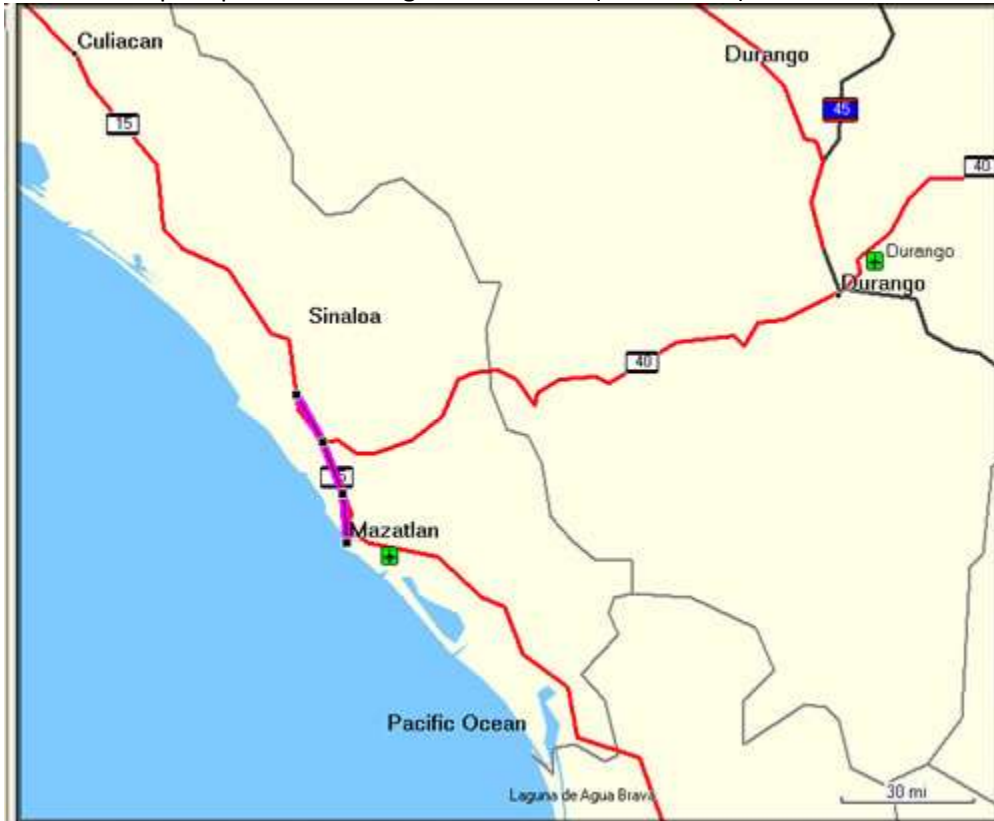 Culiacan
Durango
45
15
40
Durango
Durango
Sinaloa
40
Mazatlan
Pacific Ocean
Laguna de Agua Brava
30 mi